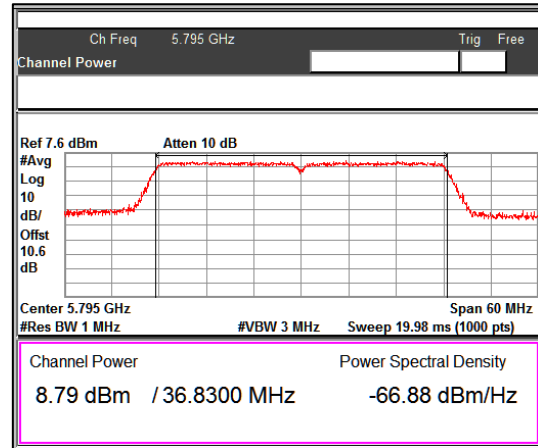 Ch Freq 5.795 GHz Trig Free
Channel Power
Ref 7.6 dBm Atten 10 dB
#Avg
Log
10
dB/
Offst
10.6
dB
Center 5.795 GHz Span 60 MHz
#Res BW 1 MHz #VBW 3 MHz Sweep 19.98 ms (1000 pts)
Channel Power Power Spectral Density
8.79 dBm / 36.8300 MHz -66.88 dBm/Hz